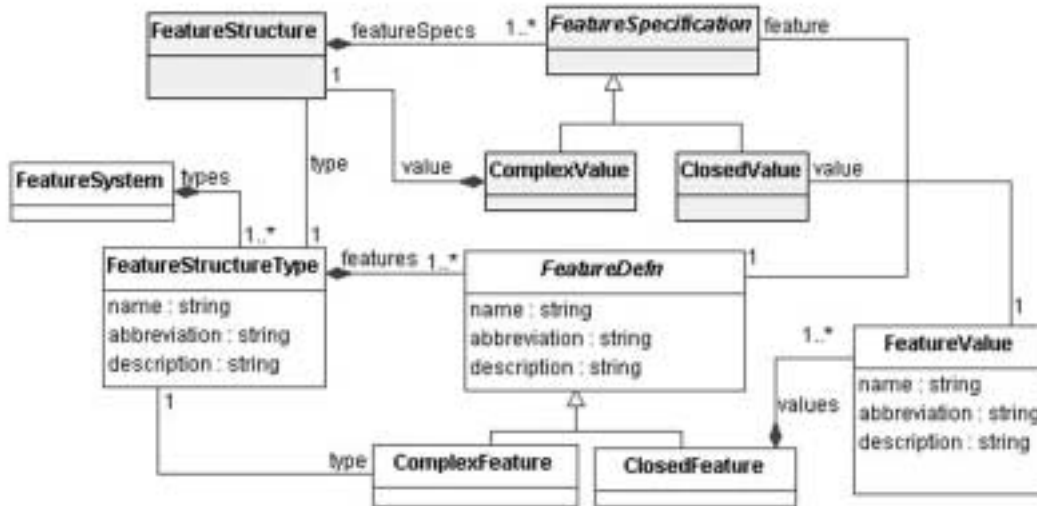 FeatureStructure
featureSpecs
1..*
FeatureSpecification
feature
1
type
value
ComplexValue
ClosedValue
value
FeatureSystem
types
1..*
1
FeatureStructureType
name : string
abbreviation : string
description : string
features
1..*
FeatureDefn
name : string
abbreviation : string
description : string
1
1
1..*
FeatureValue
name : string
abbreviation : string
description : string
values
1
type
ComplexFeature
ClosedFeature